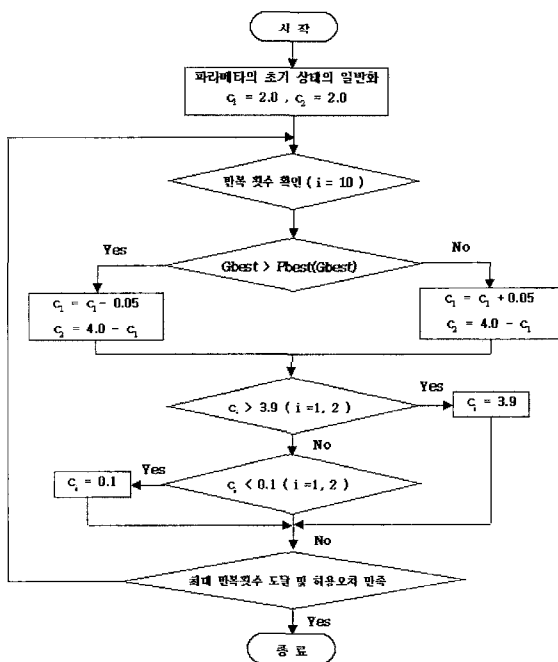 시 작
파라메타의 초기 상태의 일반화
c₁ = 2.0 , c₂ = 2.0
반복 횟수 확인 ( i = 10 )
Yes
Gbest > Pbest(Gbest)
No
c₁ = c₁ - 0.05
c₂ = 4.0 - c₁
c₁ = c₁ + 0.05
c₂ = 4.0 - c₁
cᵢ > 3.9 ( i =1, 2 )
Yes
cᵢ = 3.9
No
cᵢ = 0.1
Yes
cᵢ < 0.1 ( i =1, 2 )
No
최대 반복횟수 도달 및 허용오차 만족
Yes
종 료